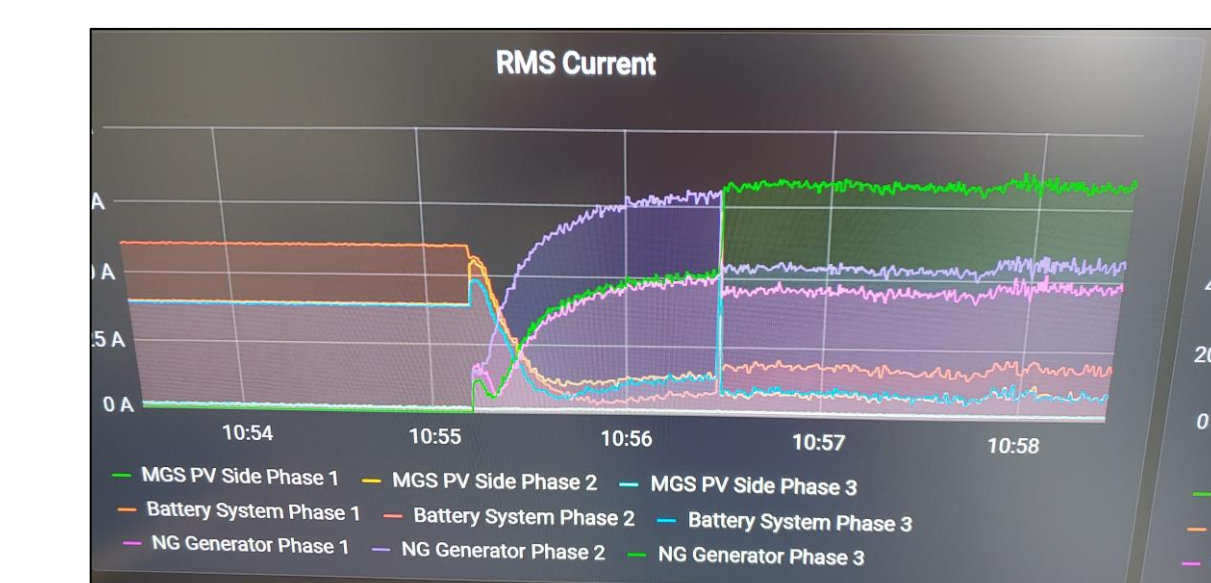 RMS Current
A
A
5 A
0 A
4
20
0
10:54 10:55 10:56 10:57 10:58
MGS PV Side Phase 1 MGS PV Side Phase 2 MGS PV Side Phase 3
Battery System Phase 1 Battery System Phase 2 Battery System Phase 3
NG Generator Phase 1 NG Generator Phase 2 NG Generator Phase 3